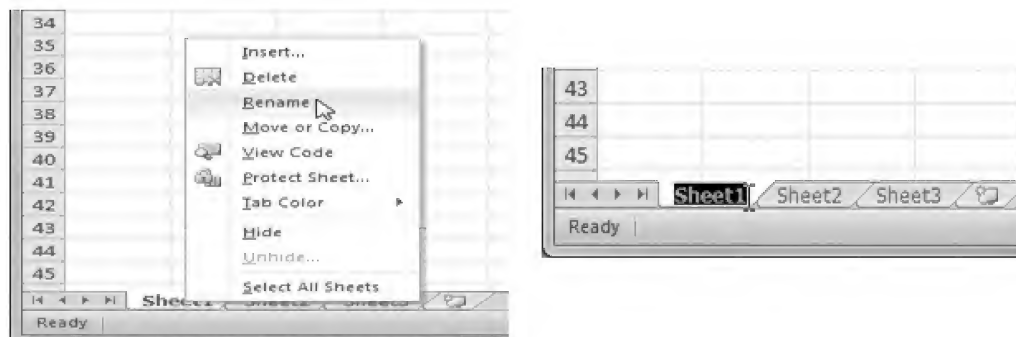 34
35
36
37
38
39
40
41
42
43
44
45
Insert...
Delete
Rename
Move or Copy...
View Code
Protect Sheet...
Tab Color
Hide
Unhide...
Select All Sheets
Sheet1 Sheet2 Sheet3
Ready
43
44
45
Sheet1 Sheet2 Sheet3
Ready